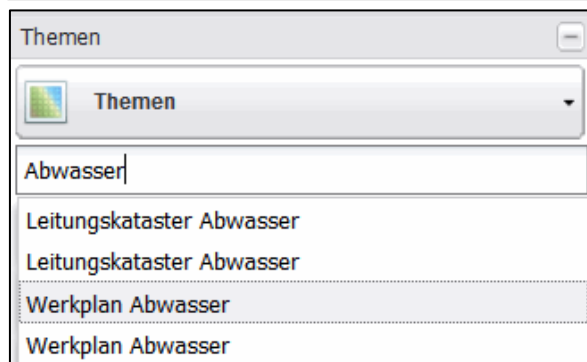 Themen
Themen
Abwasser
Leitungskataster Abwasser
Leitungskataster Abwasser
Werkplan Abwasser
Werkplan Abwasser